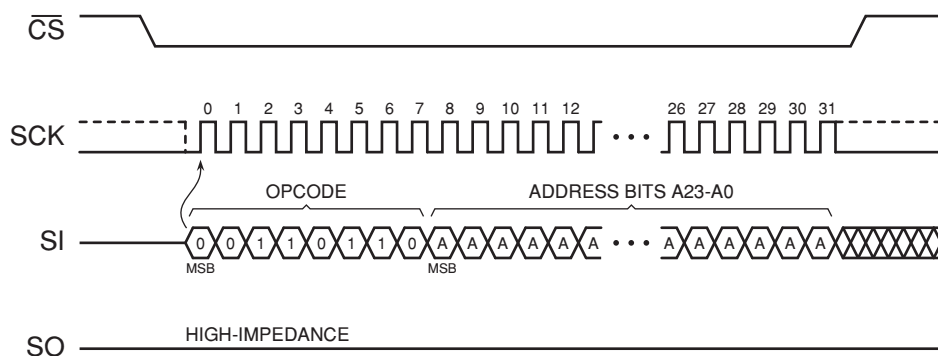 CS
0 1 2 3 4 5 6 7 8 9 10 11 12 26 27 28 29 30 31
SCK
OPCODE ADDRESS BITS A23-A0
SI 0 0 1 1 0 1 1 0 A A A A A A A A A A A A
MSB MSB
HIGH-IMPEDANCE
SO